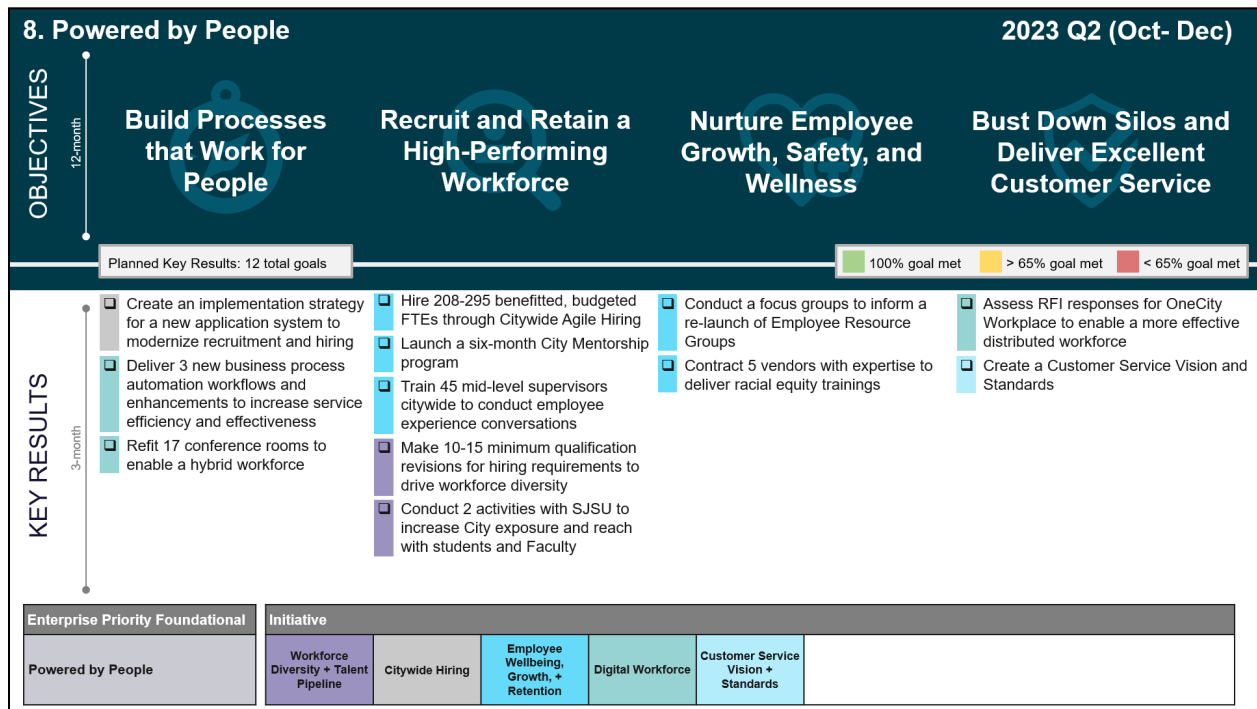 8. Powered by People
2023 Q2 (Oct- Dec)
OBJECTIVES
12-month
Build Processes
that Work for
People
Recruit and Retain a
High-Performing
Workforce
Nurture Employee
Growth, Safety, and
Wellness
Bust Down Silos and
Deliver Excellent
Customer Service
Planned Key Results: 12 total goals
100% goal met
> 65% goal met
< 65% goal met
KEY RESULTS
3-month
Create an implementation strategy
for a new application system to
modernize recruitment and hiring
Deliver 3 new business process
automation workflows and
enhancements to increase service
efficiency and effectiveness
Refit 17 conference rooms to
enable a hybrid workforce
Hire 208-295 benefitted, budgeted
FTEs through Citywide Agile Hiring
Launch a six-month City Mentorship
program
Train 45 mid-level supervisors
citywide to conduct employee
experience conversations
Make 10-15 minimum qualification
revisions for hiring requirements to
drive workforce diversity
Conduct 2 activities with SJSU to
increase City exposure and reach
with students and Faculty
Conduct a focus groups to inform a
re-launch of Employee Resource
Groups
Contract 5 vendors with expertise to
deliver racial equity trainings
Assess RFI responses for OneCity
Workplace to enable a more effective
distributed workforce
Create a Customer Service Vision and
Standards
Enterprise Priority Foundational
Initiative
Powered by People
Workforce
Diversity + Talent
Pipeline
Citywide Hiring
Employee
Wellbeing,
Growth, +
Retention
Digital Workforce
Customer Service
Vision +
Standards